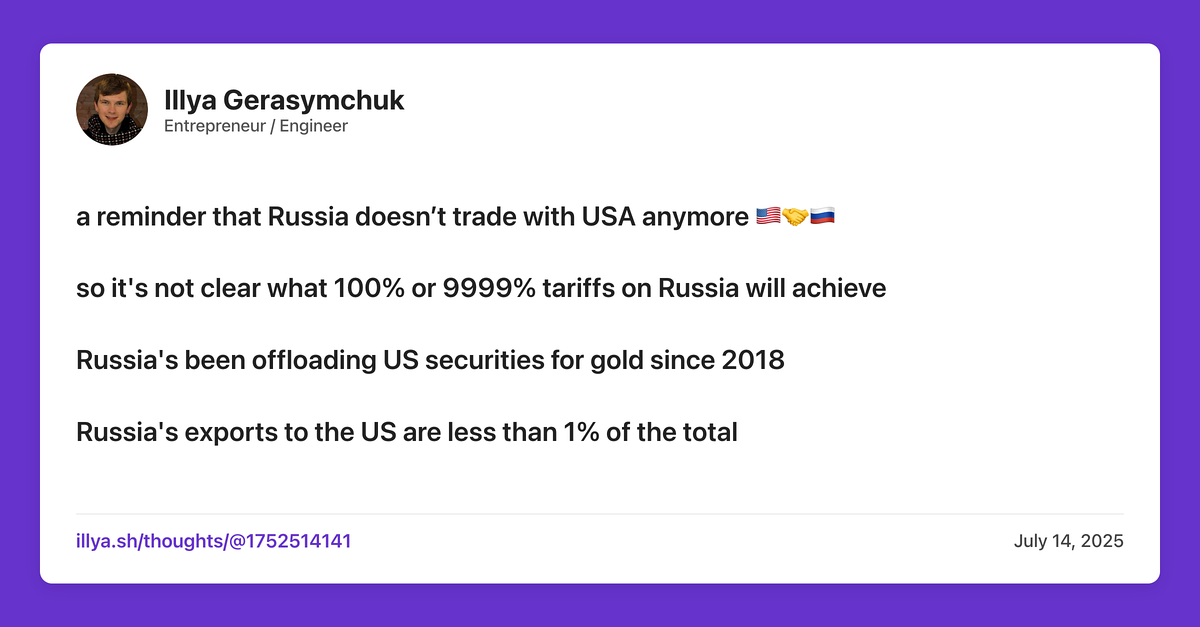 Illya Gerasymchuk
Entrepreneur / Engineer
a reminder that Russia doesn’t trade with USA anymore 🇺🇸🤝🇷🇺
so it's not clear what 100% or 9999% tariffs on Russia will achieve
Russia's been offloading US securities for gold since 2018
Russia's exports to the US are less than 1% of the total
illya.sh/thoughts/@1752514141
July 14, 2025